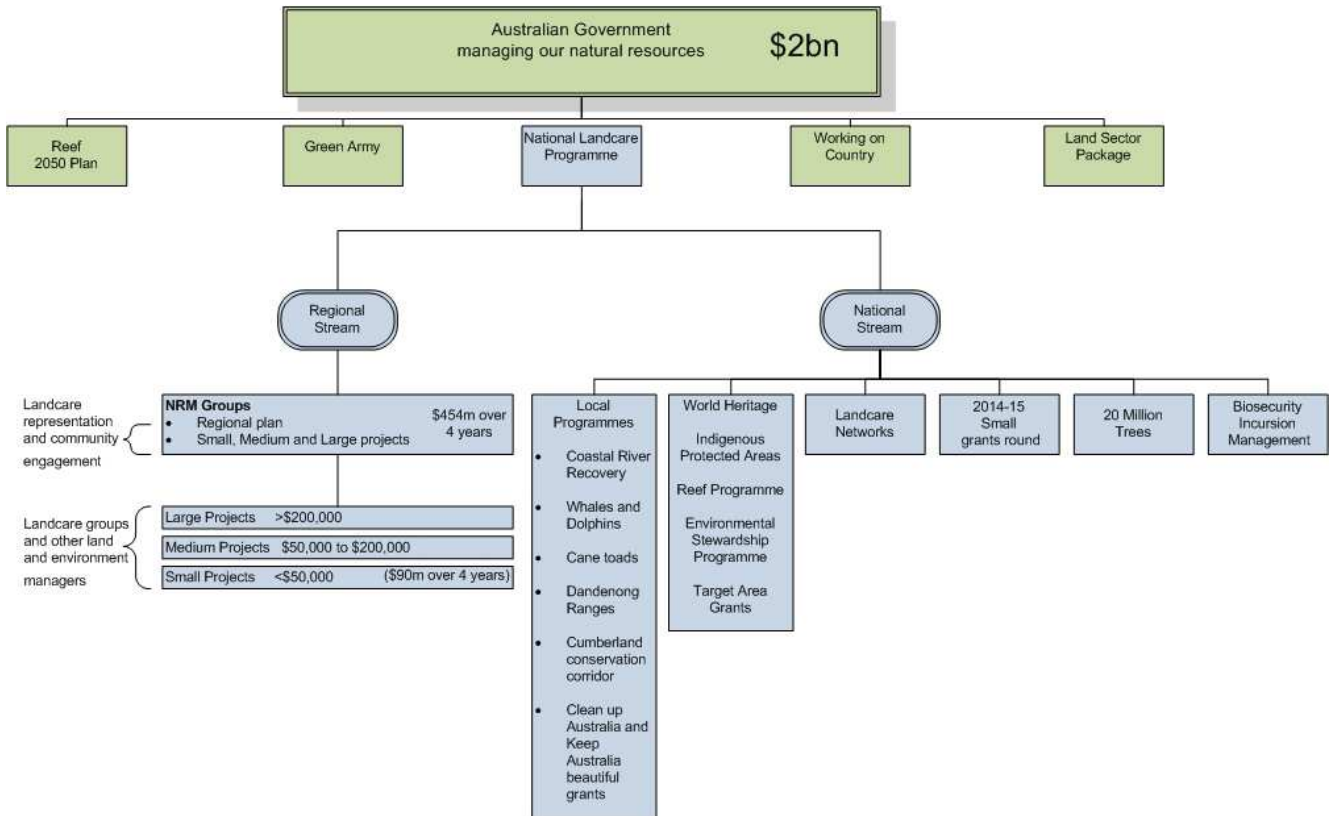 Australian Government
managing our natural resources
$2bn
Reef
2050 Plan
Green Army
National Landcare
Programme
Working on
Country
Land Sector
Package
Regional
Stream
National
Stream
Landcare
representation
and community
engagement
NRM Groups
• Regional plan
• Small, Medium and Large projects
$454m over
4 years
Landcare groups
and other land
and environment
managers
Large Projects >$200,000
Medium Projects $50,000 to $200,000
Small Projects <$50,000 ($90m over 4 years)
Local
Programmes
• Coastal River
Recovery
• Whales and
Dolphins
• Cane toads
• Dandenong
Ranges
• Cumberland
conservation
corridor
• Clean up
Australia and
Keep
Australia
beautiful
grants
World Heritage
Indigenous
Protected Areas
Reef Programme
Environmental
Stewardship
Programme
Target Area
Grants
Landcare
Networks
2014-15
Small
grants round
20 Million
Trees
Biosecurity
Incursion
Management